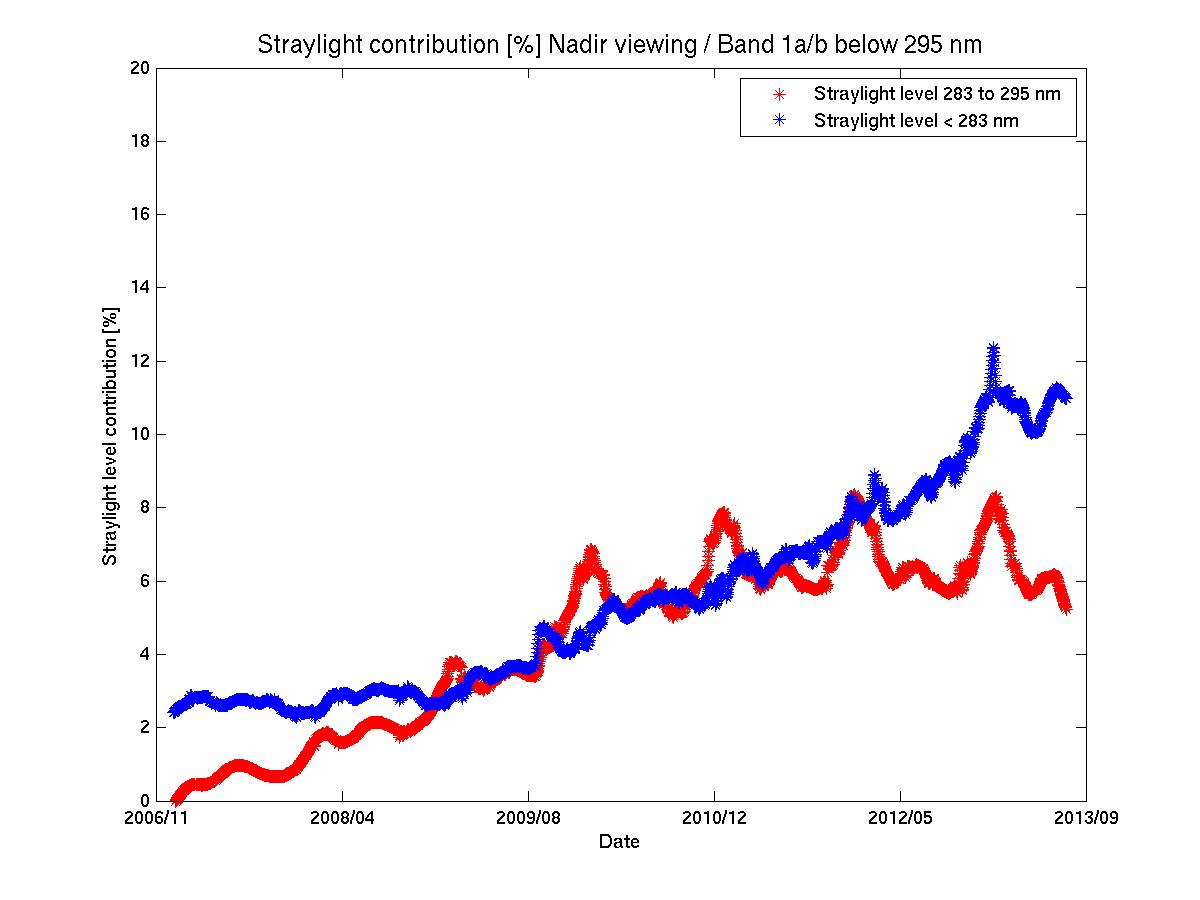 Straylight contribution [%] Nadir viewing / Band 1a/b below 295 nm
20
Straylight level 283 to 295 nm
Straylight level < 283 nm
18
16
14
12
10
8
6
4
2
0
Straylight level contribution [%]
2006/11 2008/04 2009/08 2010/12 2012/05 2013/09
Date